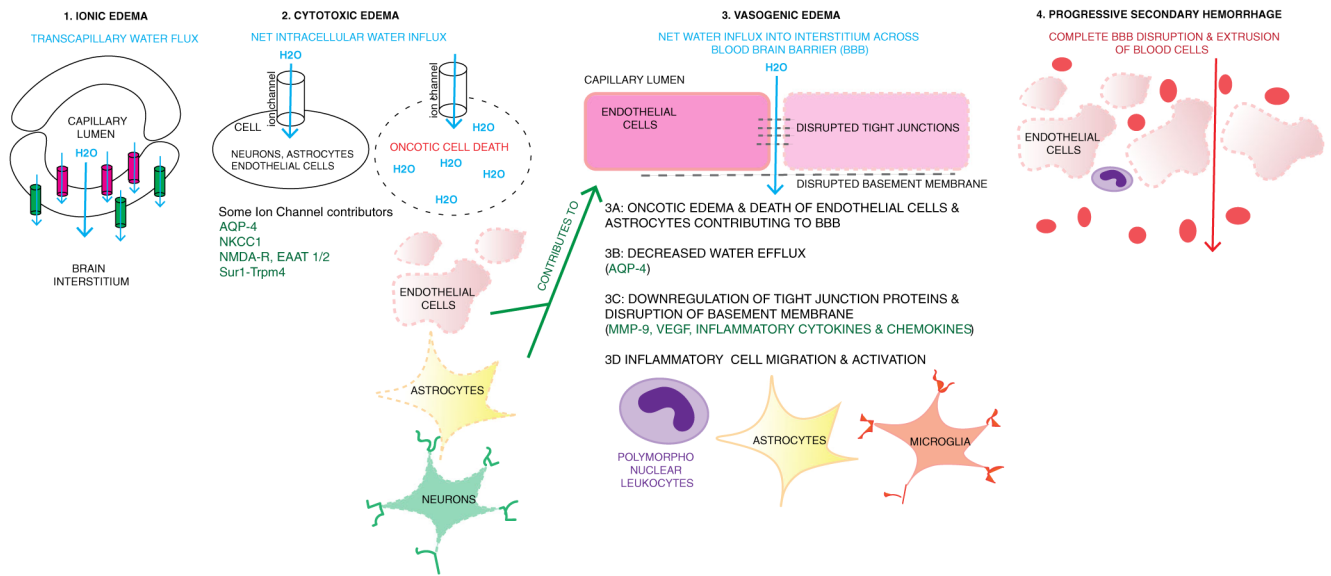 1. IONIC EDEMA
TRANSCAPILLARY WATER FLUX
CAPILLARY
LUMEN
H2O
BRAIN
INTERSTITIUM
2. CYTOTOXIC EDEMA
NET INTRACELLULAR WATER INFLUX
H2O
ion channel
CELL
NEURONS, ASTROCYTES
ENDOTHELIAL CELLS
ion channel
H2O
ONCOTIC CELL DEATH
H2O
H2O
H2O
H2O
Some Ion Channel contributors
AQP-4
NKCC1
NMDA-R, EAAT 1/2
Sur1-Trpm4
ENDOTHELIAL
CELLS
ASTROCYTES
NEURONS
CONTRIBUTES TO
3. VASOGENIC EDEMA
NET WATER INFLUX INTO INTERSTITIUM ACROSS
BLOOD BRAIN BARRIER (BBB)
H2O
CAPILLARY LUMEN
ENDOTHELIAL
CELLS
DISRUPTED TIGHT JUNCTIONS
DISRUPTED BASEMENT MEMBRANE
3A: ONCOTIC EDEMA & DEATH OF ENDOTHELIAL CELLS &
ASTROCYTES CONTRIBUTING TO BBB
3B: DECREASED WATER EFFLUX
(AQP-4)
3C: DOWNREGULATION OF TIGHT JUNCTION PROTEINS &
DISRUPTION OF BASEMENT MEMBRANE
(MMP-9, VEGF, INFLAMMATORY CYTOKINES & CHEMOKINES)
3D INFLAMMATORY CELL MIGRATION & ACTIVATION
POLYMORPHO
NUCLEAR
LEUKOCYTES
ASTROCYTES
MICROGLIA
4. PROGRESSIVE SECONDARY HEMORRHAGE
COMPLETE BBB DISRUPTION & EXTRUSION
OF BLOOD CELLS
ENDOTHELIAL
CELLS